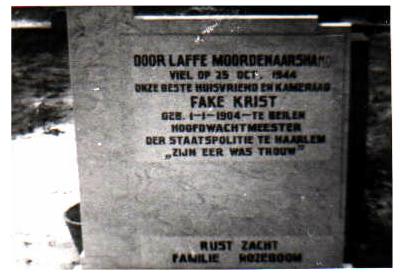 DOOR LAFFE MOORDENAARSHAND
VIEL OP 25 OCT. 1944
ONZE BESTE HUISVRIEND EN KAMERAAD
FAKE KRIST
GEB. 1-1-1904-TE BEILEN
HOOFDWACHTMEESTER
DER STAATSPOLITIE TE HAARLEM
„ZIJN EER WAS TROUW"
RUST ZACHT
FAMILIE ROZEBOOM